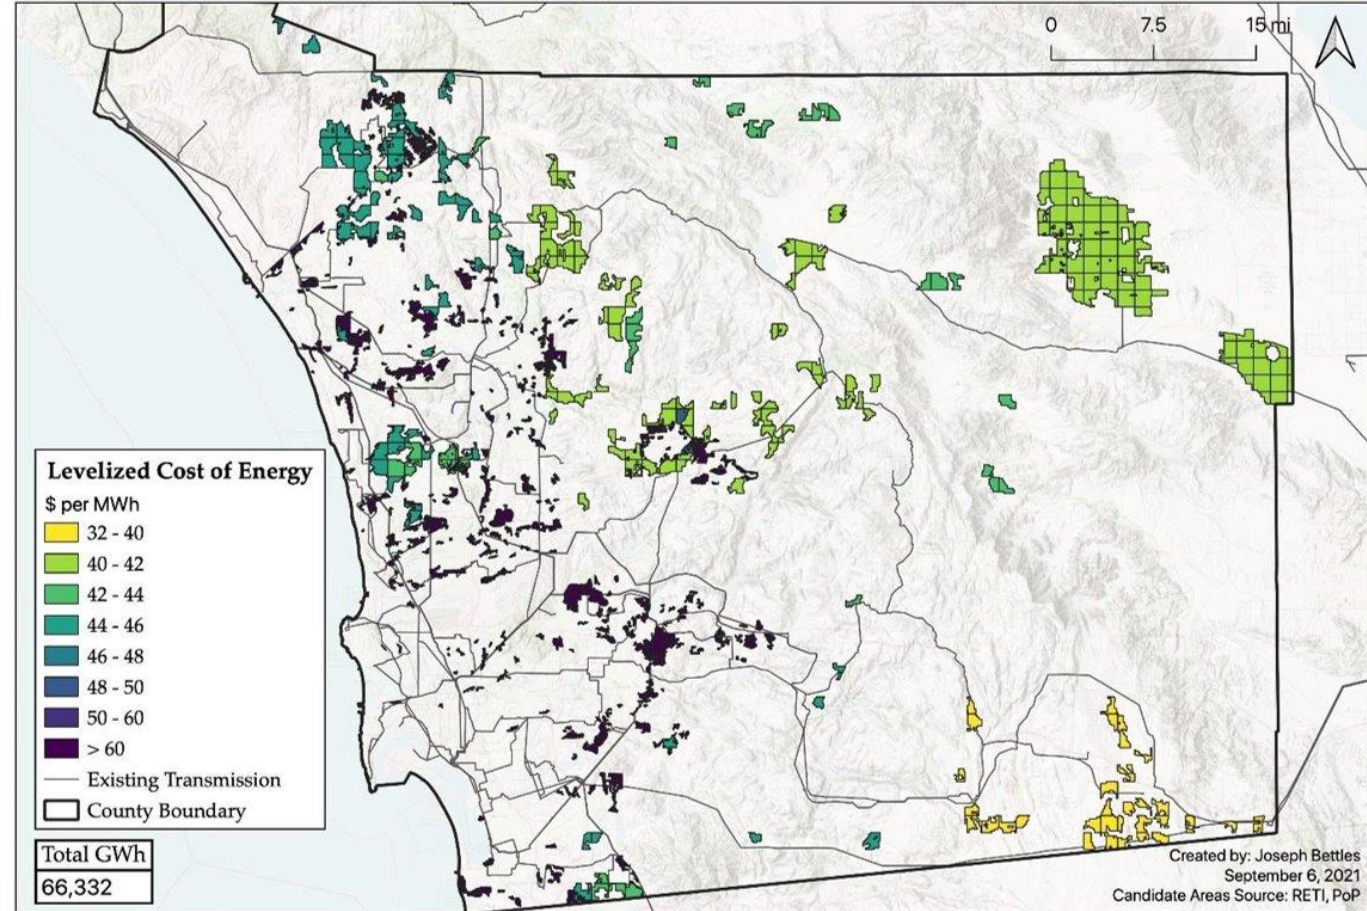 0 7.5 15 mi
Levelized Cost of Energy
$ per MWh
32 - 40
40 - 42
42 - 44
44 - 46
46 - 48
48 - 50
50 - 60
> 60
Existing Transmission
County Boundary
Total GWh
66,332
Created by: Joseph Bettles
September 6, 2021
Candidate Areas Source: RETI, PoP